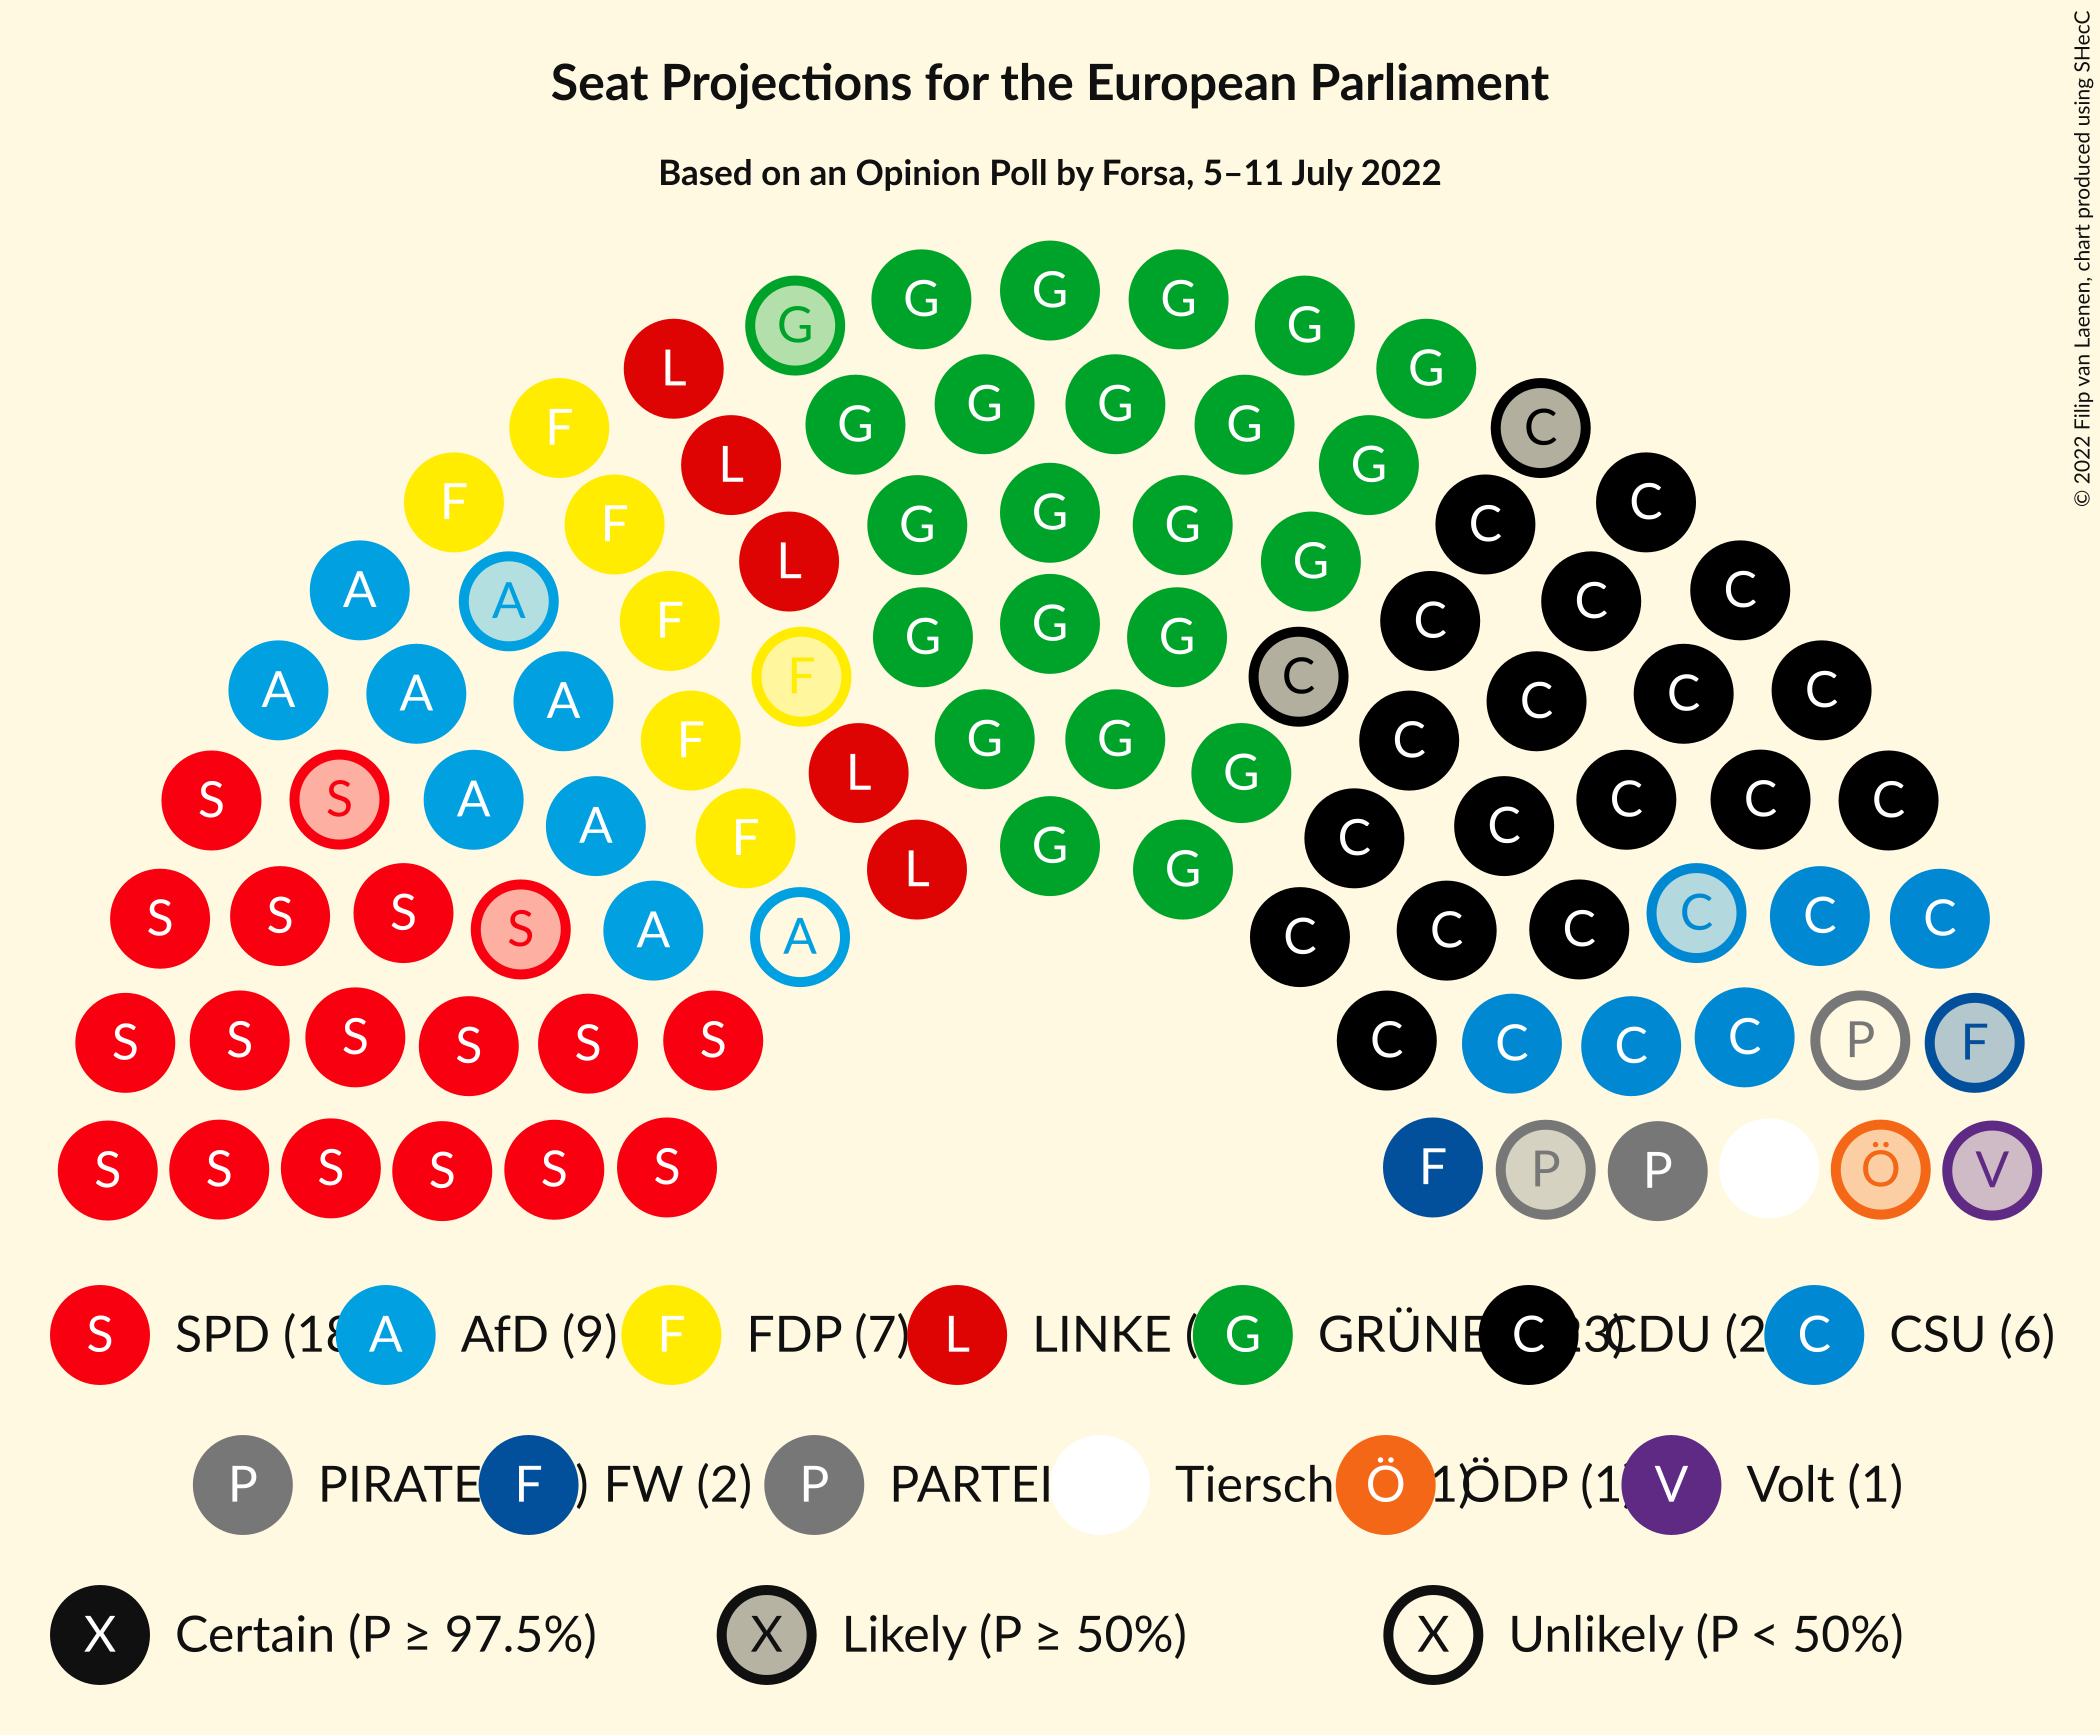 Seat Projections for the European Parliament
Based on an Opinion Poll by Forsa, 5–11 July 2022
© 2022 Filip van Laenen, chart produced using SHecC
G G G G G
L G
G G G G
F C
L G
F C
G G G
F C
L G
A C
A C
G G G
F C
F C
A C
A C
A C
F G G C
L G
S C
S C
A C
A C
F C
G
L G
S C
S C
S C
S C
A C
A C
S C
S C
S C
S C
S P
S F
S S S S S S F P P Ö V
S SPD (18 A AfD (9) F FDP (7) L LINKE ( G GRÜNE C 23) CDU (2 C CSU (6)
P PIRATE F ) FW (2) P PARTEI Tiersch Ö 1) ÖDP (1) V Volt (1)
X Certain (P ≥ 97.5%) X Likely (P ≥ 50%) X Unlikely (P < 50%)